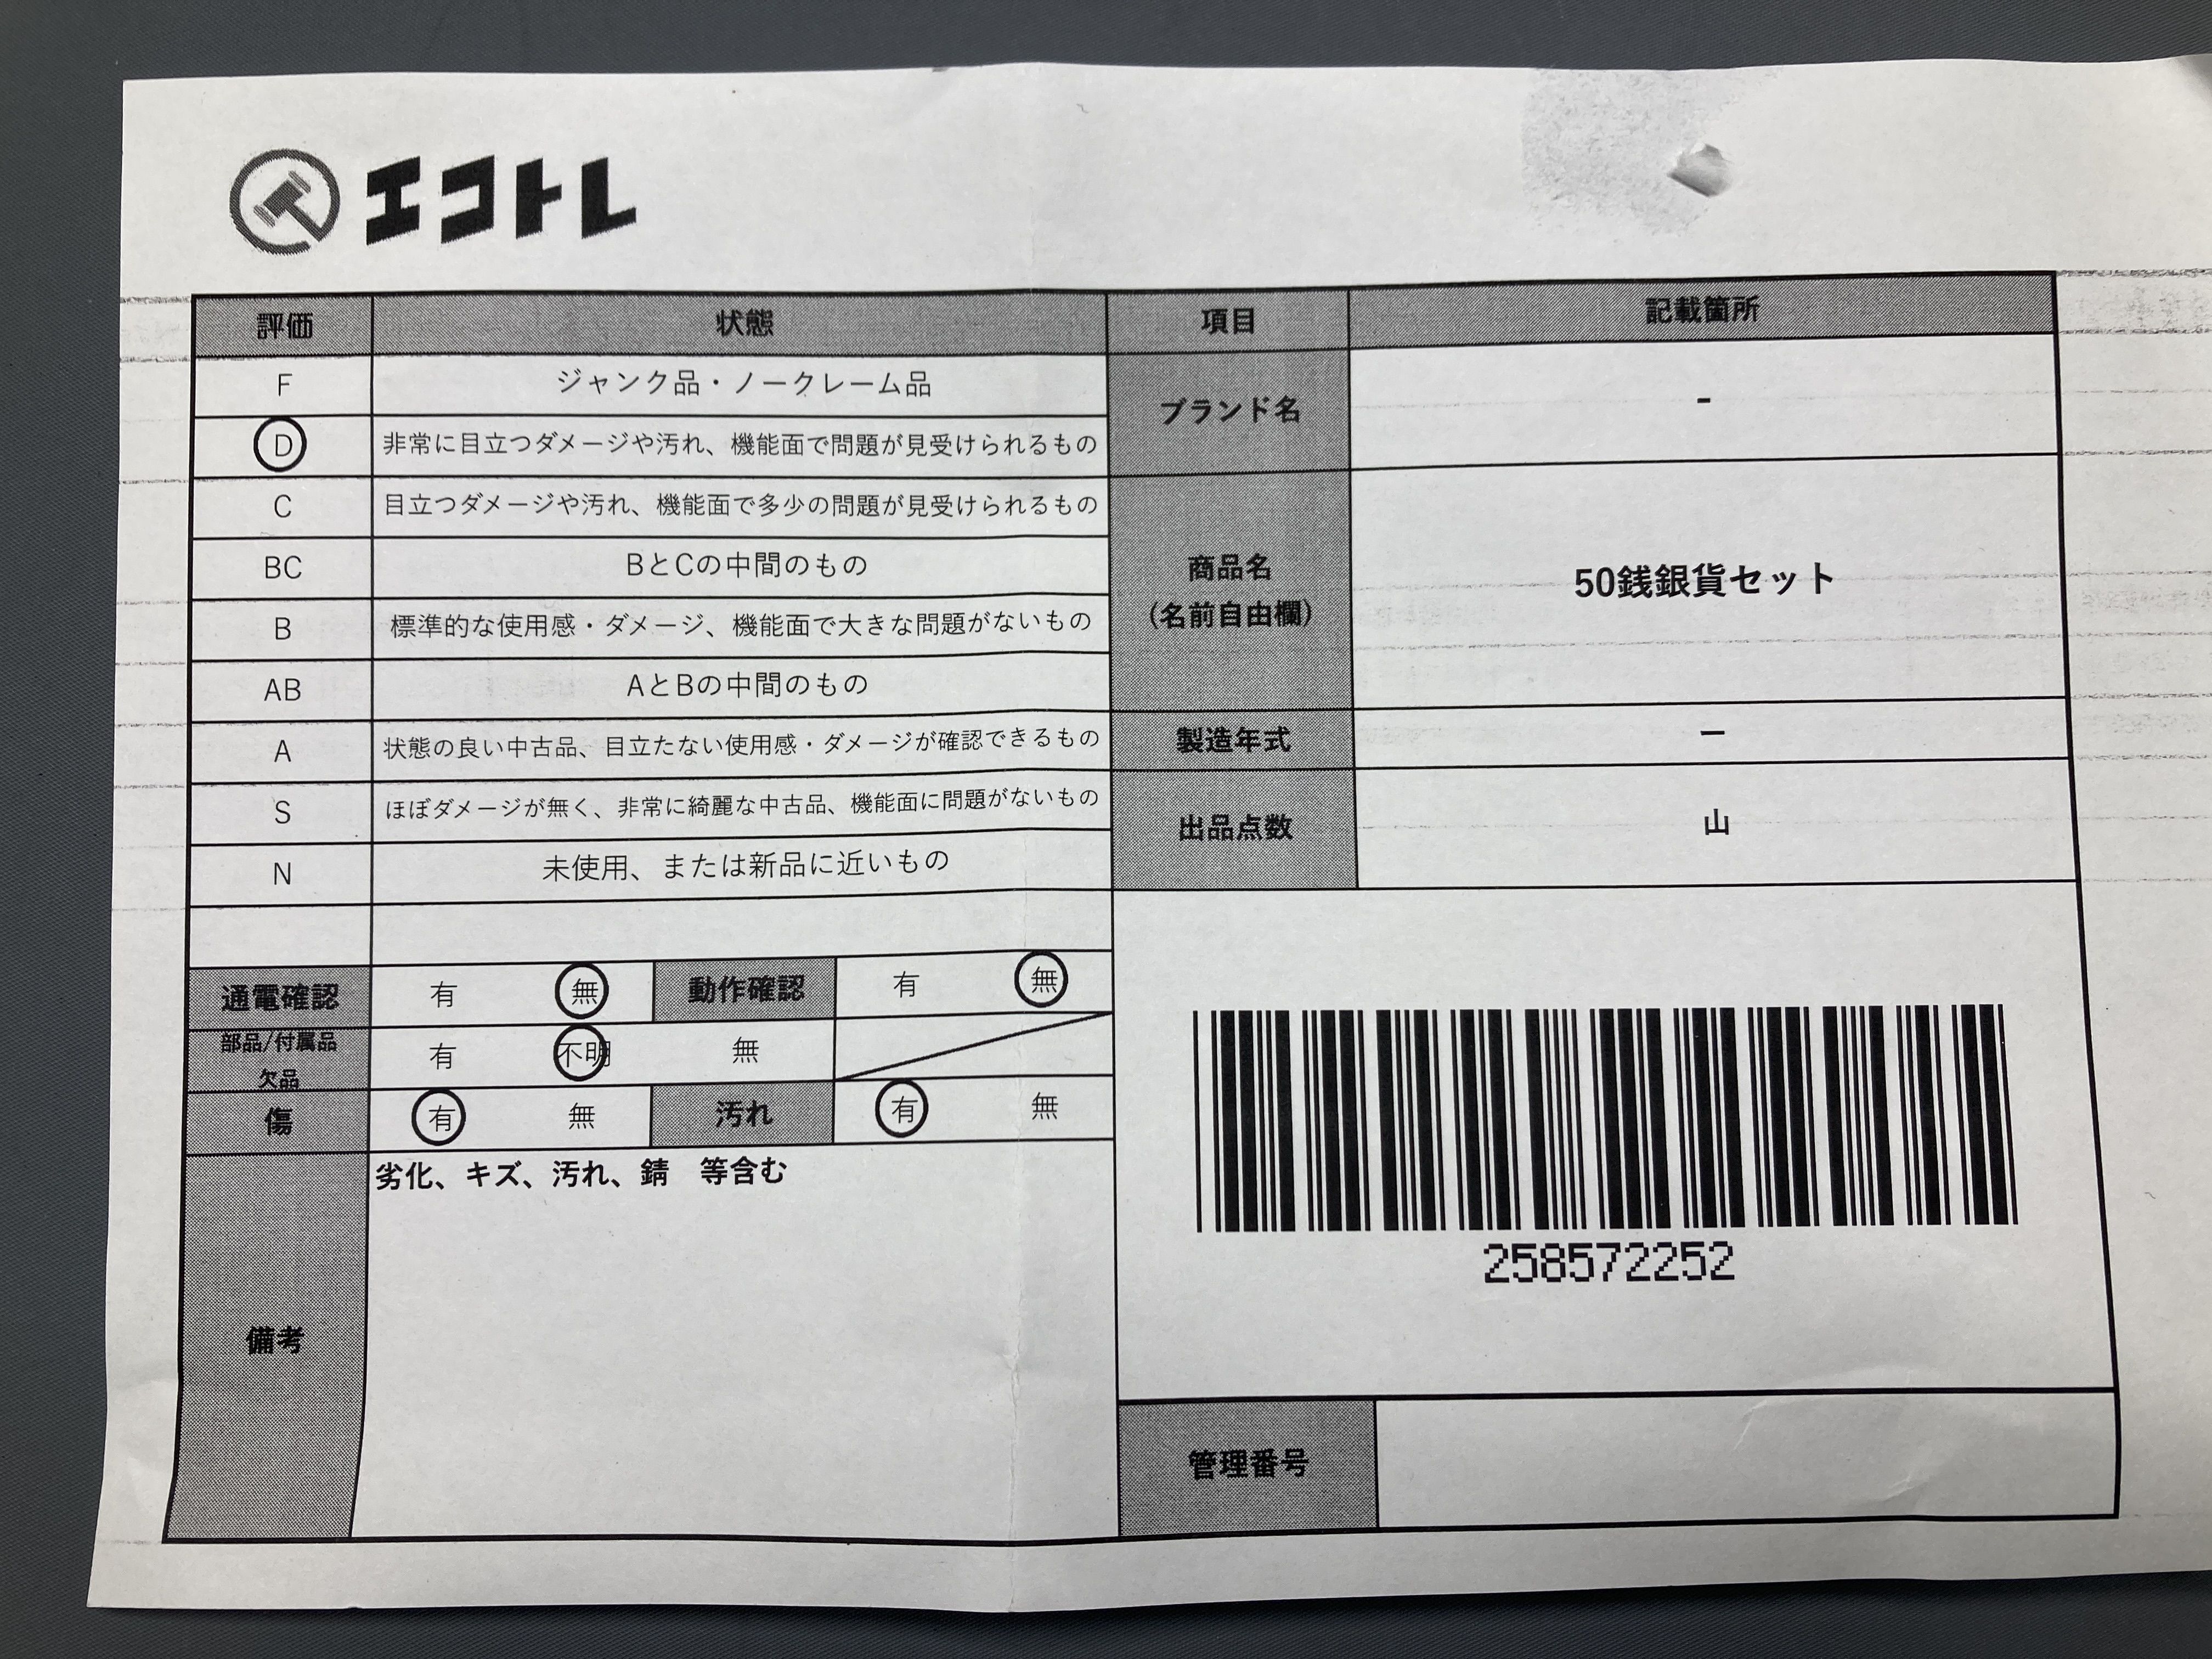 エコトレ
評価 状態 項目 記載箇所
F ジャンク品・ノークレーム品
D 非常に目立つダメージや汚れ、機能面で問題が見受けられるもの
C 目立つダメージや汚れ、機能面で多少の問題が見受けられるもの
BC BとCの中間のもの
B 標準的な使用感・ダメージ、機能面で大きな問題がないもの
AB AとBの中間のもの
A 状態の良い中古品、目立たない使用感・ダメージが確認できるもの
S ほぼダメージが無く、非常に綺麗な中古品、機能面に問題がないもの
N 未使用、または新品に近いもの
ブランド名 -
商品名
(名前自由欄)
50銭銀貨セット
製造年式 ー
出品点数 山
通電確認 有 無 動作確認 有 無
部品/付属品
欠品
有 不明 無
傷 有 無 汚れ 有 無
備考
劣化、キズ、汚れ、錆 等含む
258572252
管理番号